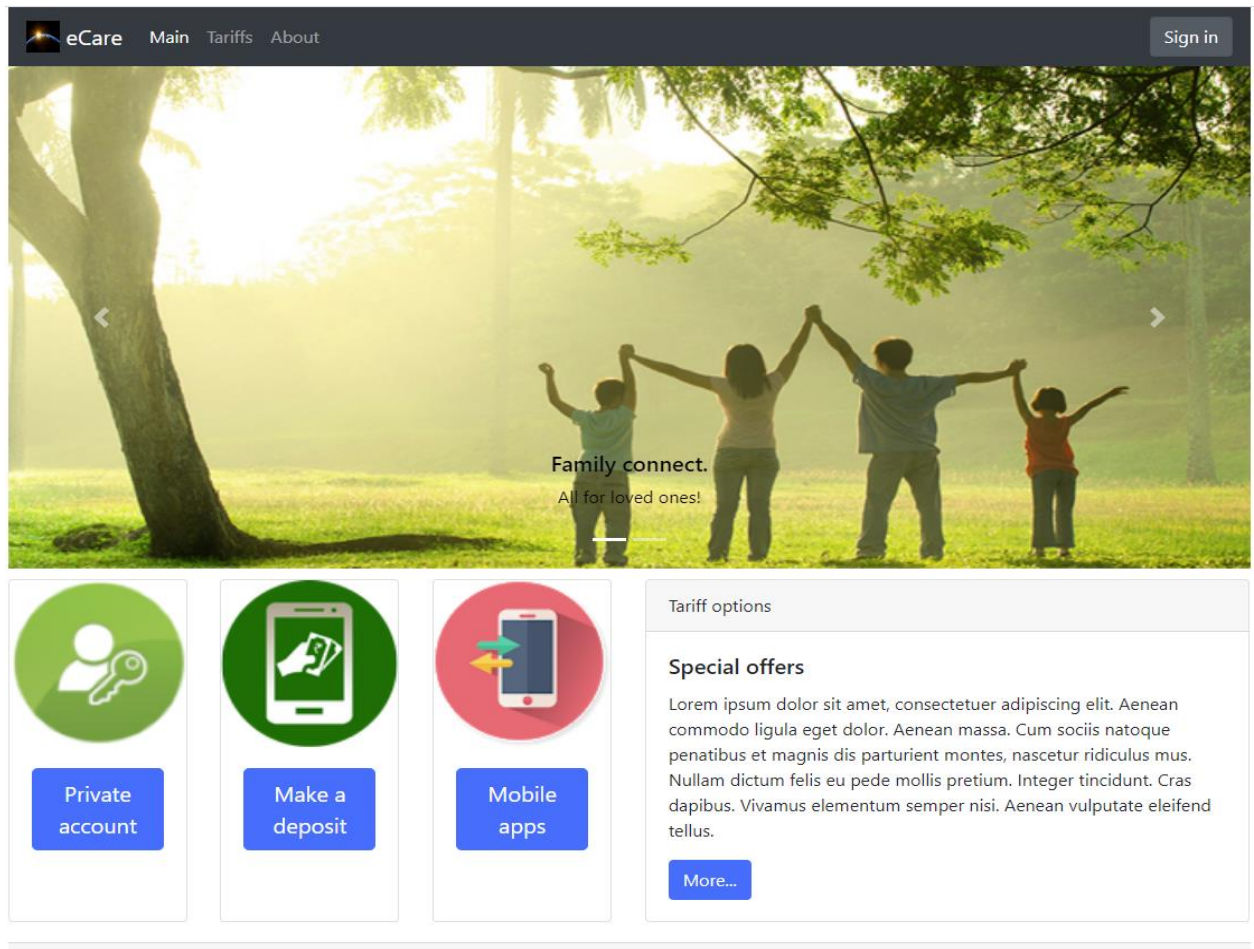 eCare Main Tariffs About Sign in
Family connect.
All for loved ones!
Private
account
Make a
deposit
Mobile
apps
Tariff options
Special offers
Lorem ipsum dolor sit amet, consectetuer adipiscing elit. Aenean
commodo ligula eget dolor. Aenean massa. Cum sociis natoque
penatibus et magnis dis parturient montes, nascetur ridiculus mus.
Nullam dictum felis eu pede mollis pretium. Integer tincidunt. Cras
dapibus. Vivamus elementum semper nisi. Aenean vulputate eleifend
tellus.
More...